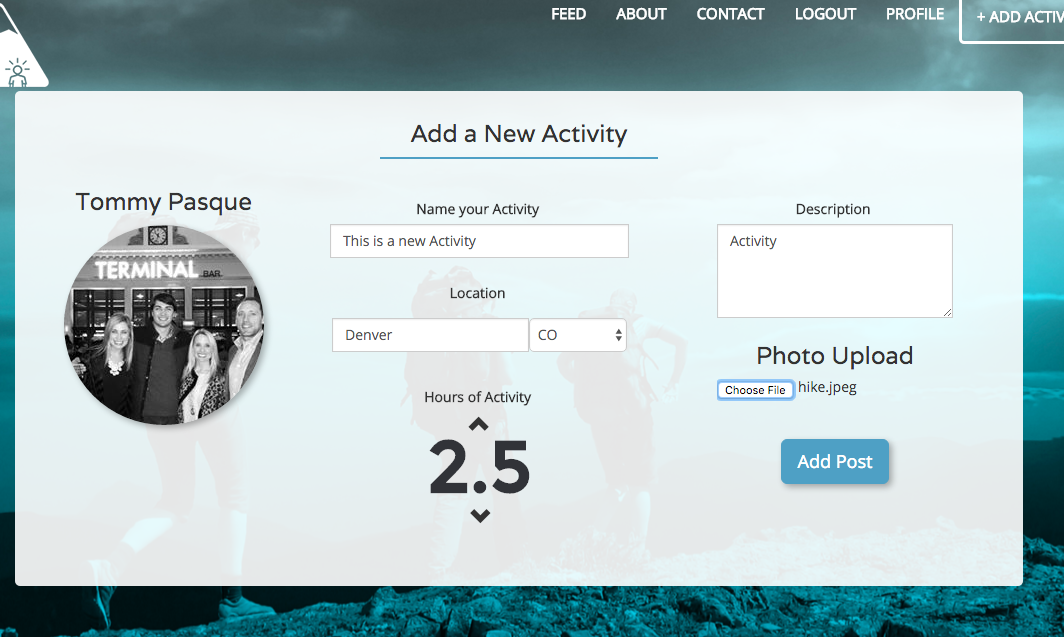 FEED ABOUT CONTACT LOGOUT PROFILE + ADD ACTIV
Add a New Activity
Tommy Pasque
TERMINAL BAR
Name your Activity
This is a new Activity
Location
Denver CO
Hours of Activity
2.5
Description
Activity
Photo Upload
Choose File hike.jpeg
Add Post